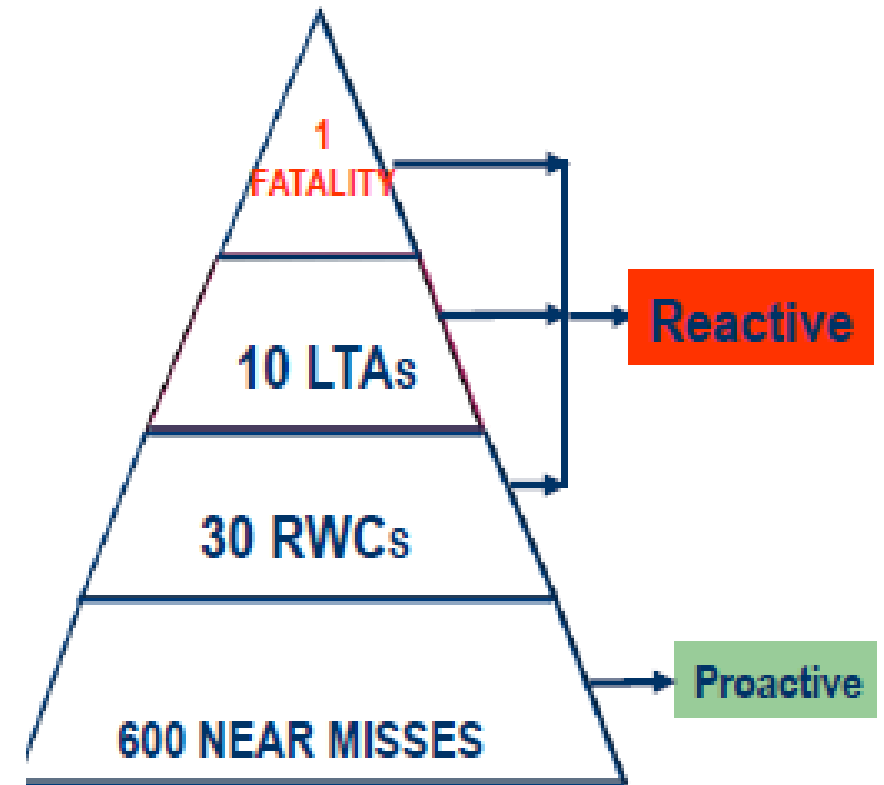 1
FATALITY
Reactive
10 LTAs
30 RWCs
Proactive
600 NEAR MISSES